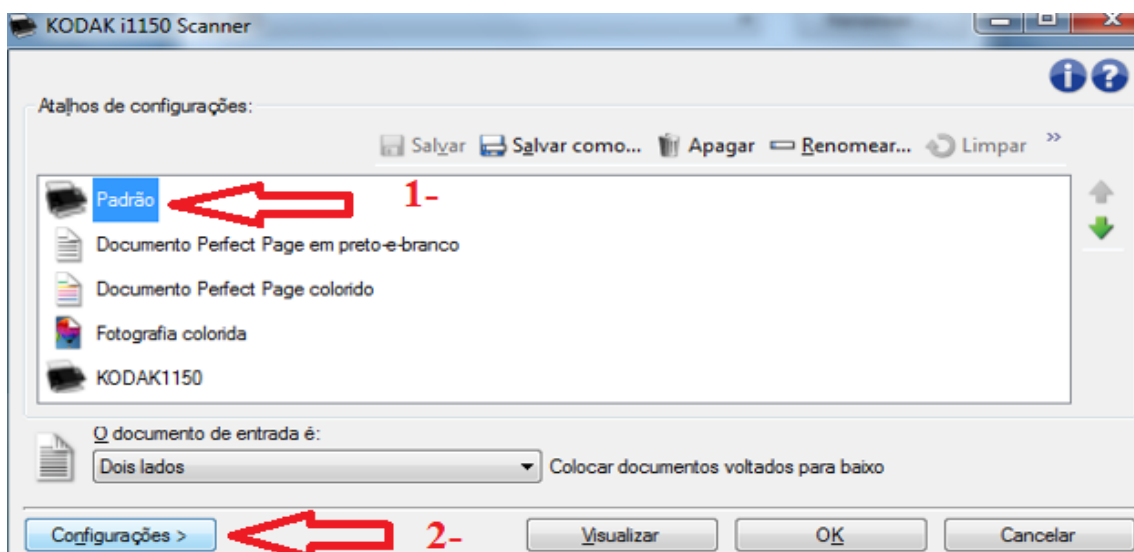 KODAK i1150 Scanner
Atalhos de configurações:
Salvar Salvar como... Apagar Renomear... Limpar »
Padrão 1-
Documento Perfect Page em preto-e-branco
Documento Perfect Page colorido
Fotografia colorida
KODAK1150
O documento de entrada é:
Dois lados Colocar documentos voltados para baixo
Configurações > 2- Visualizar OK Cancelar